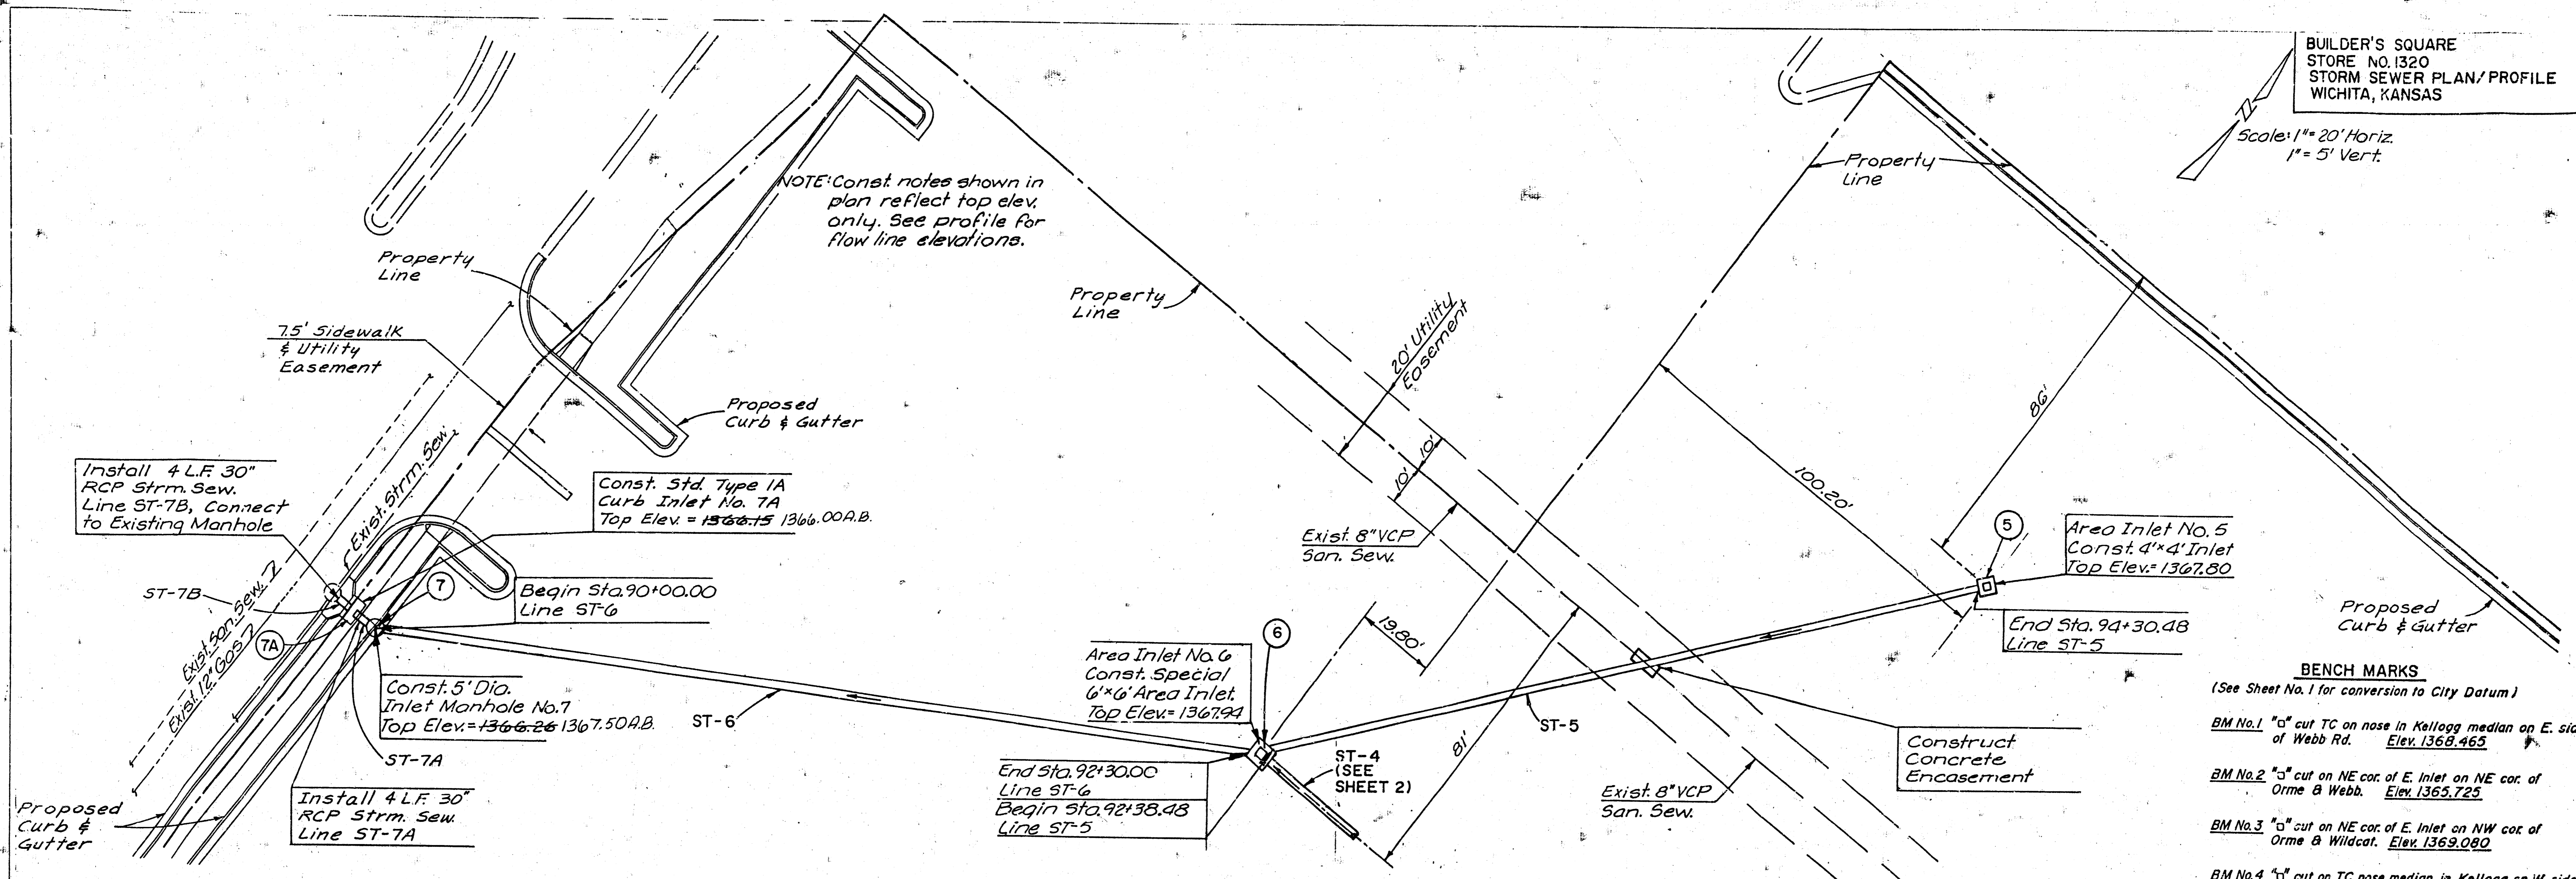 BUILDER'S SQUARE
STORE NO. 1320
STORM SEWER PLAN/PROFILE
WICHITA, KANSAS
N
Scale: 1"= 20' Horiz.
1"= 5' Vert.
NOTE: Const. notes shown in
plan reflect top elev.
only. See profile for
flow line elevations.
Property
Line
Property
Line
Property
Line
7.5' Sidewalk
& Utility
Easement
Proposed
Curb & Gutter
20' Utility
Easement
10'
10'
86'
100.20'
Exist. Strm. Sew.
Install 4 L.F. 30"
RCP Strm. Sew.
Line ST-7B, Connect
to Existing Manhole
Const. Std. Type 1A
Curb Inlet No. 7A
Top Elev. = 1366.15 1366.00 A.B.
Exist. 8" VCP
San. Sew.
5
Area Inlet No. 5
Const. 4'x4' Inlet
Top Elev.= 1367.80
ST-7B
7
Begin Sta. 90+00.00
Line ST-6
Exist. San. Sew.
Exist. 12" Gas
7A
Const. 5' Dia.
Inlet Manhole No. 7
Top Elev.= 1366.26 1367.50 A.B.
ST-6
ST-7A
Area Inlet No. 6
Const. Special
6'x6' Area Inlet
Top Elev.= 1367.94
6
19.80'
End Sta. 94+30.48
Line ST-5
Proposed
Curb & Gutter
ST-5
81'
ST-4
(SEE
SHEET 2)
Construct
Concrete
Encasement
End Sta. 92+30.00
Line ST-6
Begin Sta. 92+38.48
Line ST-5
Exist. 8" VCP
San. Sew.
Install 4 L.F. 30"
RCP Strm. Sew.
Line ST-7A
Proposed
Curb &
Gutter
BENCH MARKS
(See Sheet No. 1 for conversion to City Datum)
BM No. 1 "□" cut TC on nose in Kellogg median on E. sid
of Webb Rd. Elev. 1368.465
BM No. 2 "□" cut on NE cor. of E. Inlet on NE cor. of
Orme & Webb. Elev. 1365.725
BM No. 3 "□" cut on NE cor. of E. Inlet on NW cor. of
Orme & Wildcat. Elev. 1369.080
BM No. 4 "□" cut on TC nose median in Kellogg on W. side